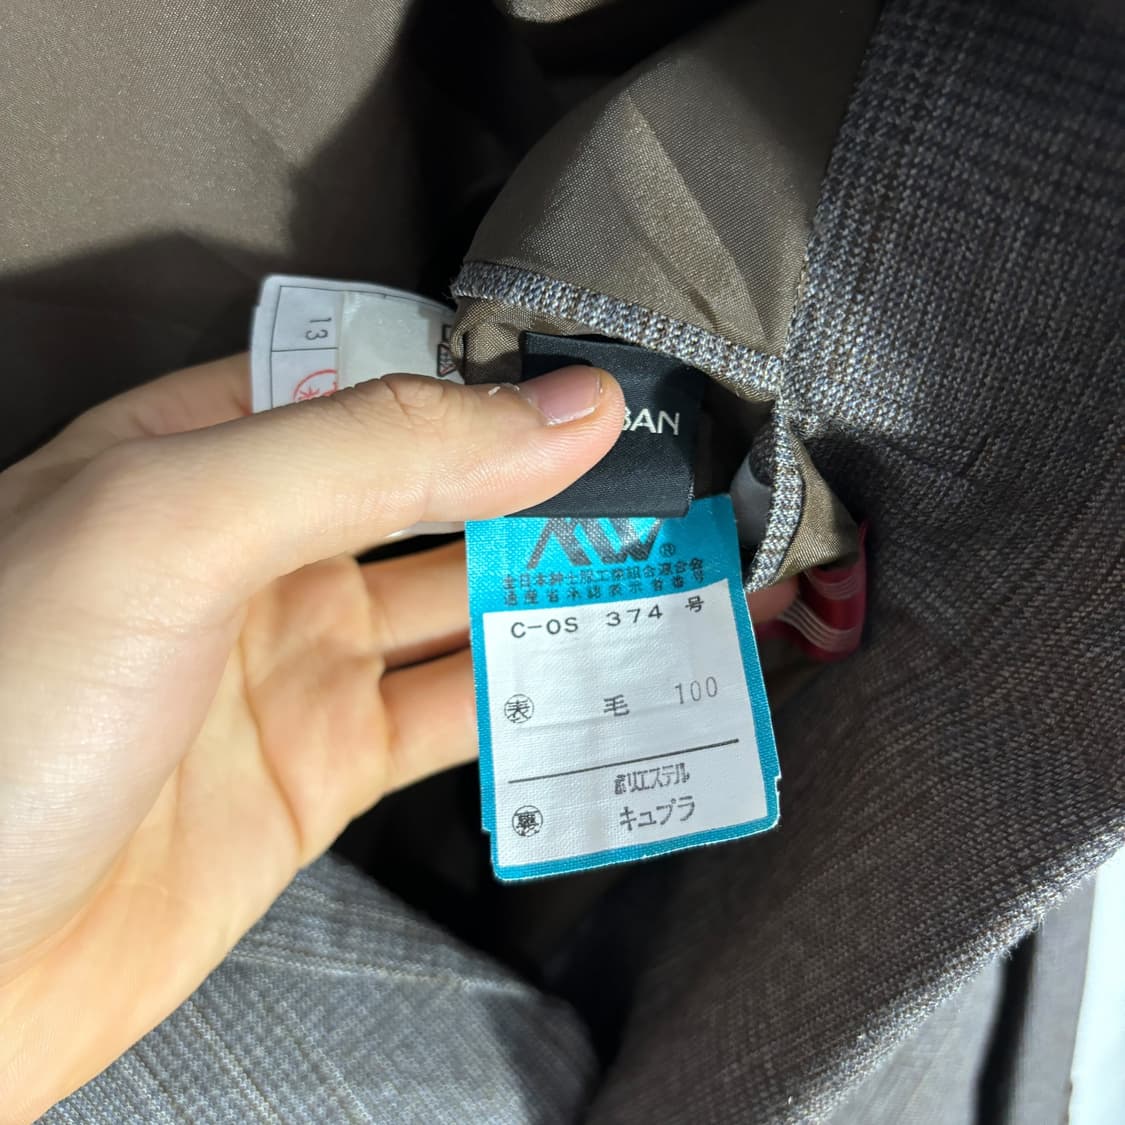 13
BAN
®
全日本紳士服工業組合連合会
通産省承認表示者番号
C-OS 374 号
表 毛 100
ポリエステル
裏 キュプラ